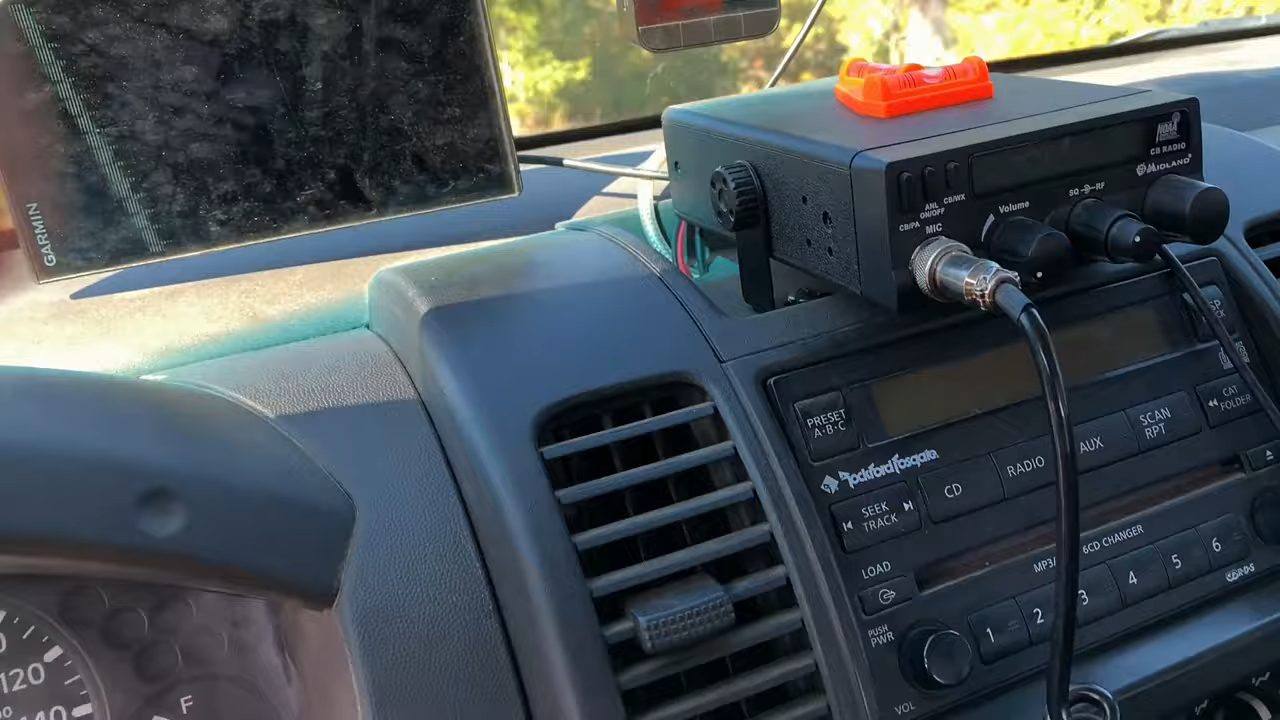 GARMIN
NOAA
CB RADIO
MIDLAND
CB/PA
ANL
ON/OFF
CB/WX
MIC
Volume
SQ RF
PRESET
A·B·C
Rockford Fosgate
SEEK
TRACK
CD
RADIO
AUX
SCAN
RPT
CAT
FOLDER
LOAD
MP3/
6CD CHANGER
1 2 3 4 5 6
RDS
PUSH
PWR
VOL
120
140
F